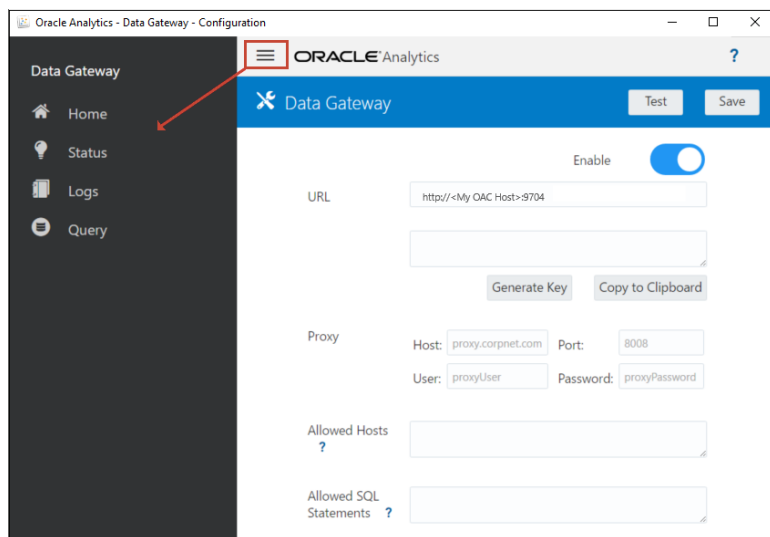 Oracle Analytics - Data Gateway - Configuration
Data Gateway
Home
Status
Logs
Query
ORACLE Analytics
?
Data Gateway
Test
Save
Enable
URL
http://<My OAC Host>:9704
Generate Key
Copy to Clipboard
Proxy
Host: proxy.corpnet.com Port: 8008
User: proxyUser Password: proxyPassword
Allowed Hosts
?
Allowed SQL
Statements ?